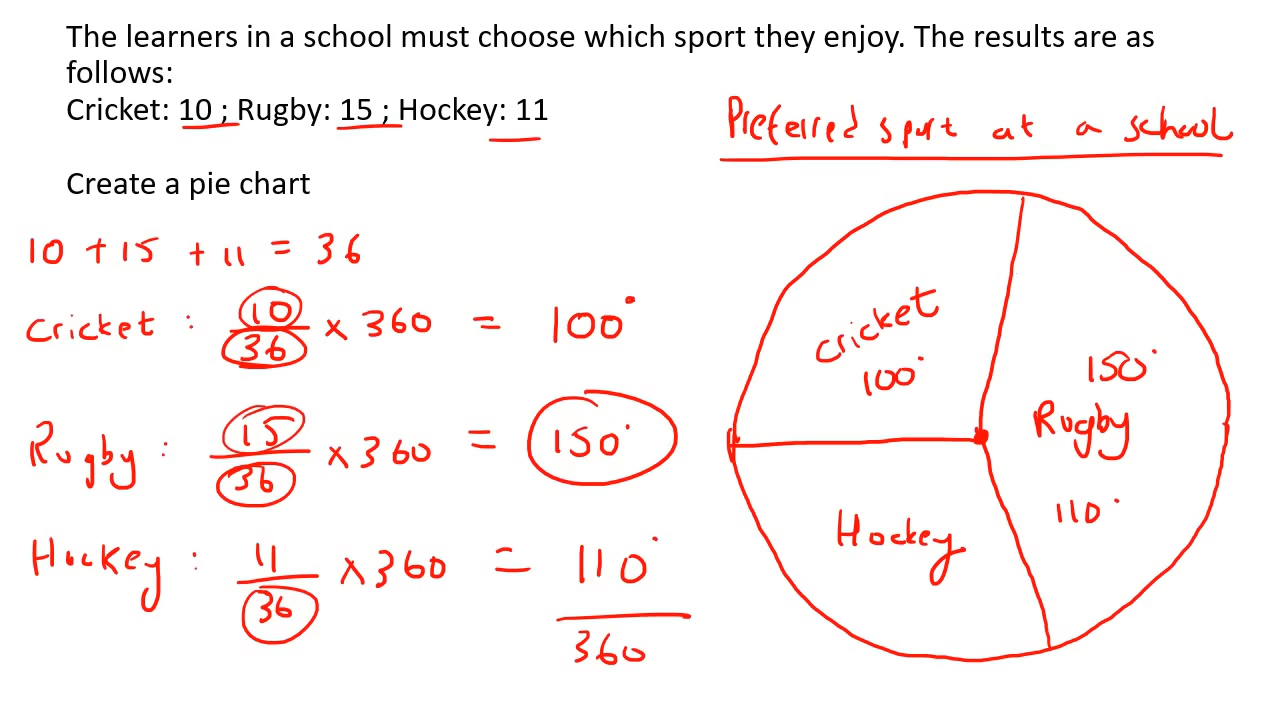 The learners in a school must choose which sport they enjoy. The results are as
follows:
Cricket: 10 ; Rugby: 15 ; Hockey: 11
Create a pie chart
10 + 15 + 11 = 36
Cricket : 10/36 × 360 = 100°
Rugby : 15/36 × 360 = 150°
Hockey : 11/36 × 360 = 110°
360
Preferred sport at a school
Cricket
100°
150°
Rugby
110°
Hockey